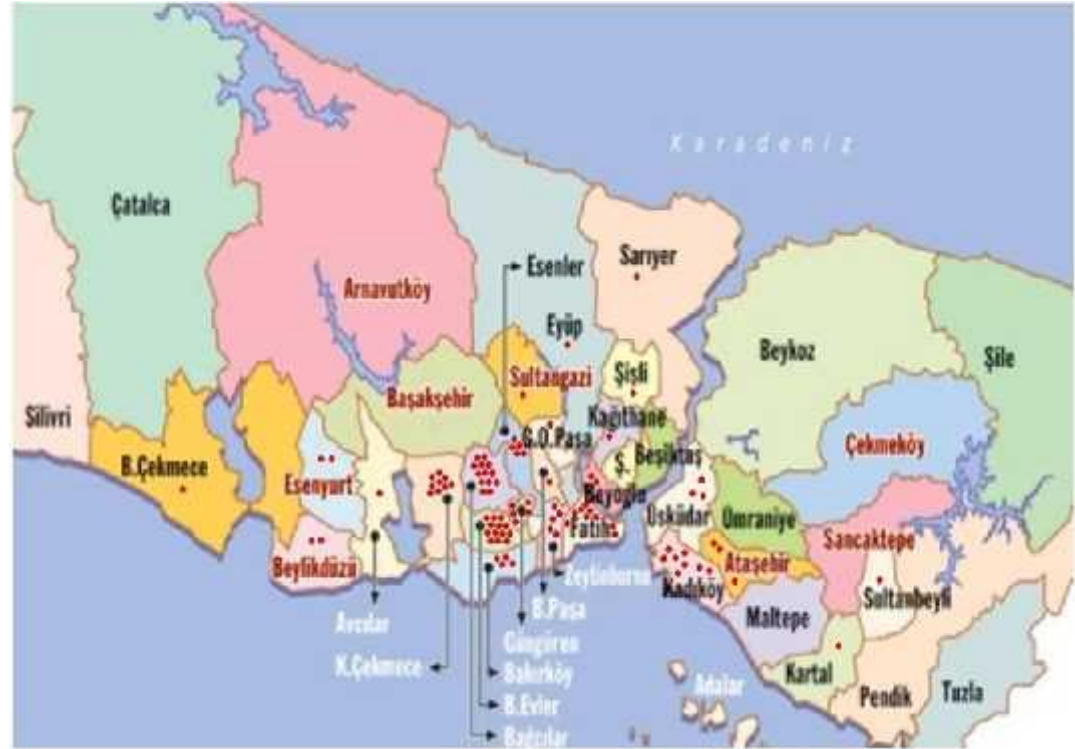 Karadeniz
Çatalca
Sarıyer
Esenler
Arnavutköy
Eyüp
Beykoz
Şile
Sultangazi
Şişli
Başakşehir
Silivri
Kağıthane
G.O.Paşa
Çekmeköy
B.Çekmece
Ş.
Beşiktaş
Esenyurt
Beyoğlu
Üsküdar
Ümraniye
Fatih
Sancaktepe
Beylikdüzü
Ataşehir
Zeytinburnu
Kadıköy
Sultanbeyli
B.Paşa
Maltepe
Avcılar
Güngören
K.Çekmece
Bakırköy
Kartal
Adalar
Pendik
Tuzla
B.Evler
Bağcılar